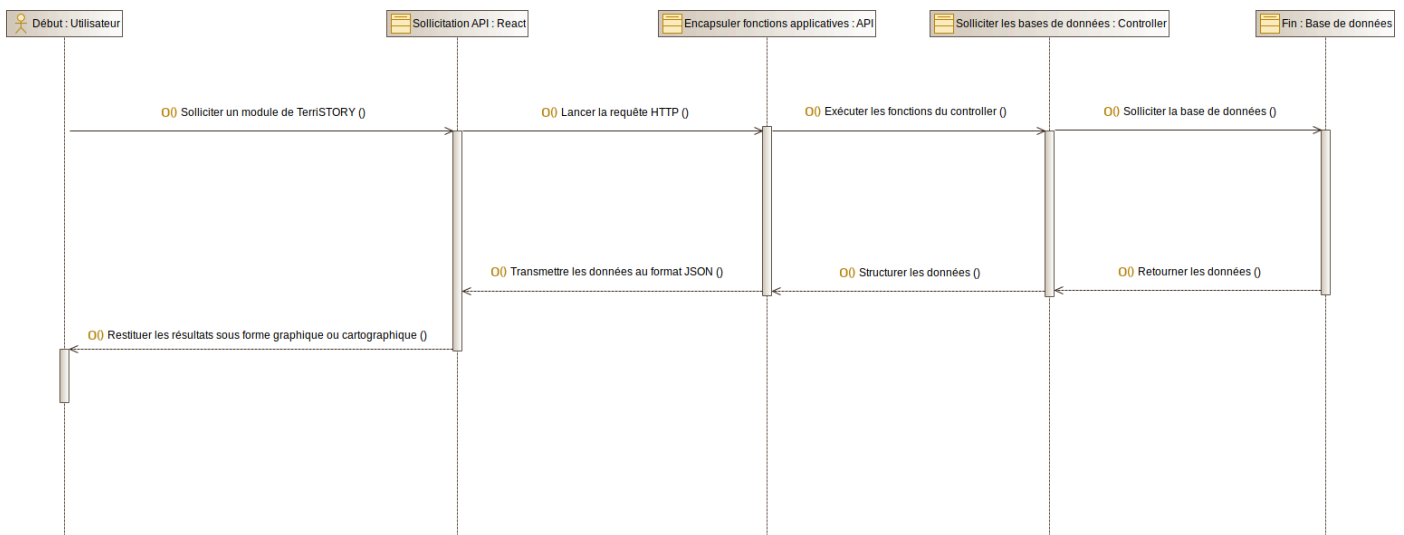 Début : Utilisateur
Sollicitation API : React
Encapsuler fonctions applicatives : API
Solliciter les bases de données : Controller
Fin : Base de données
O() Solliciter un module de TerriSTORY ()
O() Lancer la requête HTTP ()
O() Exécuter les fonctions du controller ()
O() Solliciter la base de données ()
O() Transmettre les données au format JSON ()
O() Structurer les données ()
O() Retourner les données ()
O() Restituer les résultats sous forme graphique ou cartographique ()